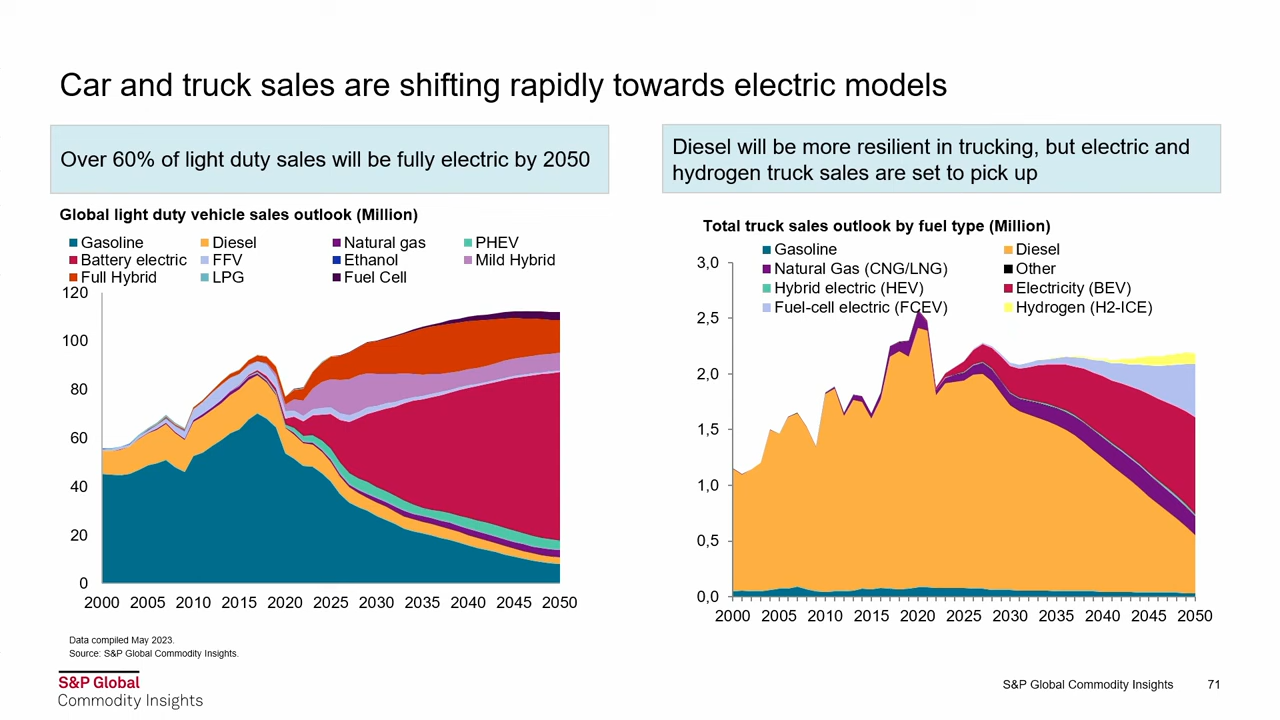 Car and truck sales are shifting rapidly towards electric models
Over 60% of light duty sales will be fully electric by 2050
Global light duty vehicle sales outlook (Million)
Gasoline Diesel Natural gas PHEV
Battery electric FFV Ethanol Mild Hybrid
Full Hybrid LPG Fuel Cell
120
100
80
60
40
20
0
2000 2005 2010 2015 2020 2025 2030 2035 2040 2045 2050
Data compiled May 2023.
Source: S&P Global Commodity Insights.
Diesel will be more resilient in trucking, but electric and
hydrogen truck sales are set to pick up
Total truck sales outlook by fuel type (Million)
Gasoline Diesel
Natural Gas (CNG/LNG) Other
Hybrid electric (HEV) Electricity (BEV)
Fuel-cell electric (FCEV) Hydrogen (H2-ICE)
3,0
2,5
2,0
1,5
1,0
0,5
0,0
2000 2005 2010 2015 2020 2025 2030 2035 2040 2045 2050
S&P Global
Commodity Insights
S&P Global Commodity Insights 71